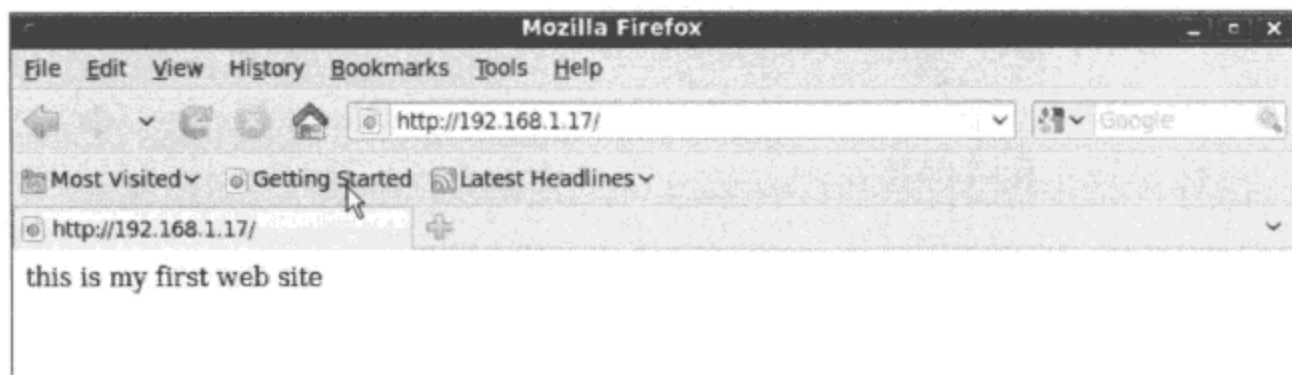 Mozilla Firefox
File Edit View History Bookmarks Tools Help
http://192.168.1.17/
Google
Most Visited Getting Started Latest Headlines
http://192.168.1.17/
this is my first web site